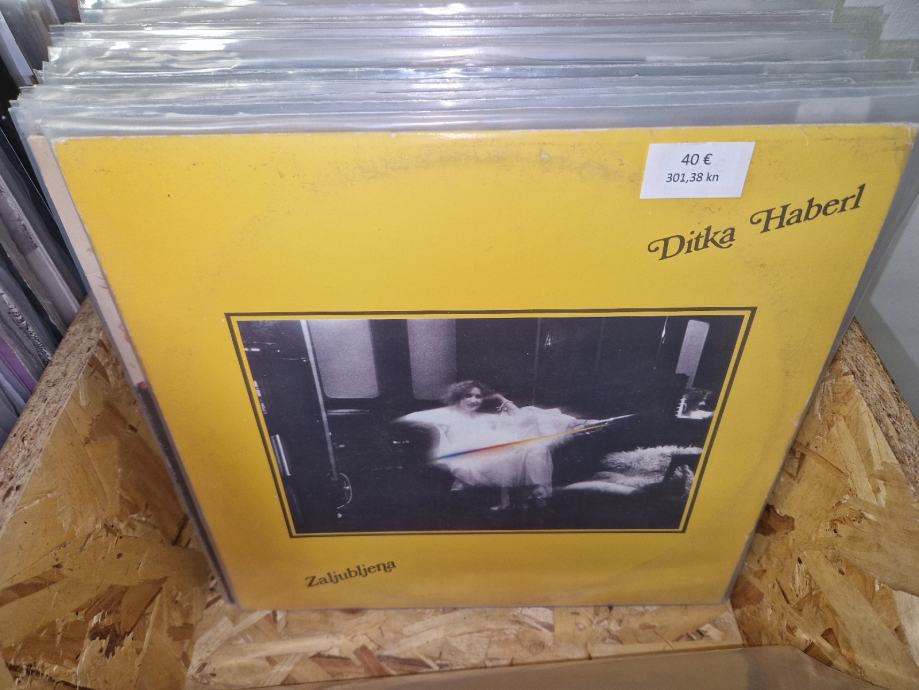 40 €
301,38 kn
Ditka Haberl
Zaljubljena